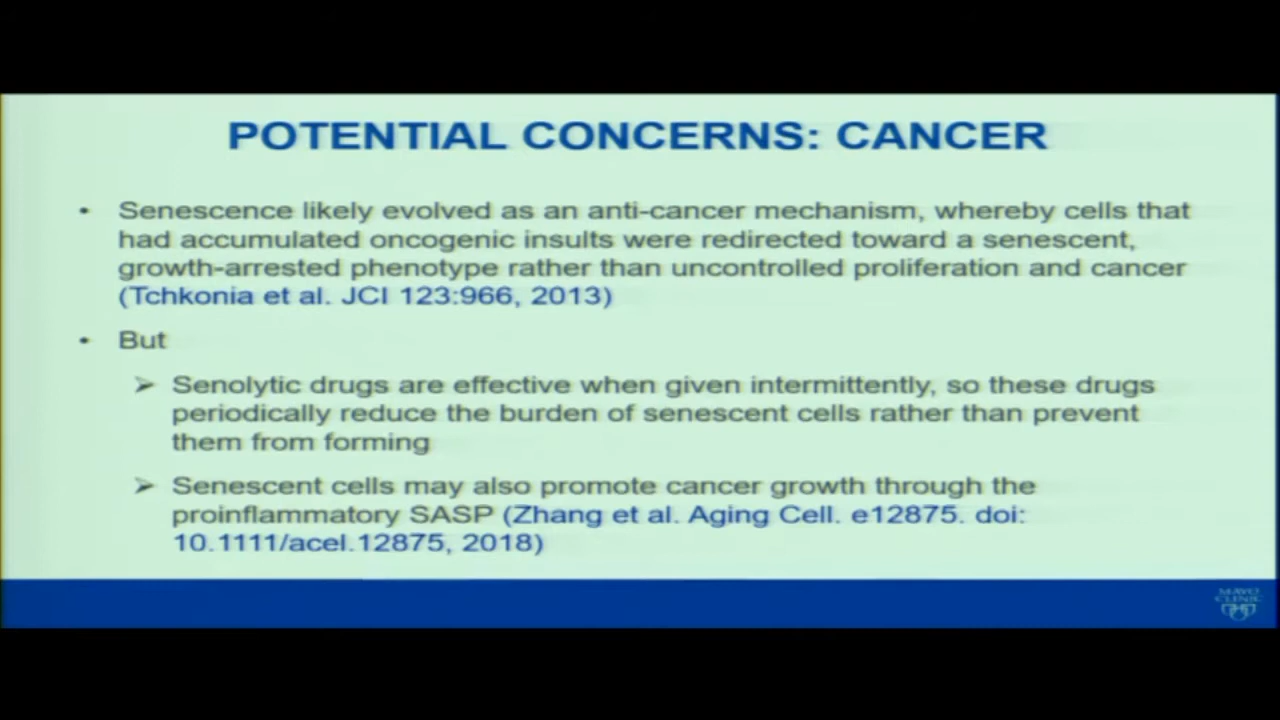 POTENTIAL CONCERNS: CANCER
• Senescence likely evolved as an anti-cancer mechanism, whereby cells that
had accumulated oncogenic insults were redirected toward a senescent,
growth-arrested phenotype rather than uncontrolled proliferation and cancer
(Tchkonia et al. JCI 123:966, 2013)
• But
➢ Senolytic drugs are effective when given intermittently, so these drugs
periodically reduce the burden of senescent cells rather than prevent
them from forming
➢ Senescent cells may also promote cancer growth through the
proinflammatory SASP (Zhang et al. Aging Cell. e12875. doi:
10.1111/acel.12875, 2018)
MAYO
CLINIC